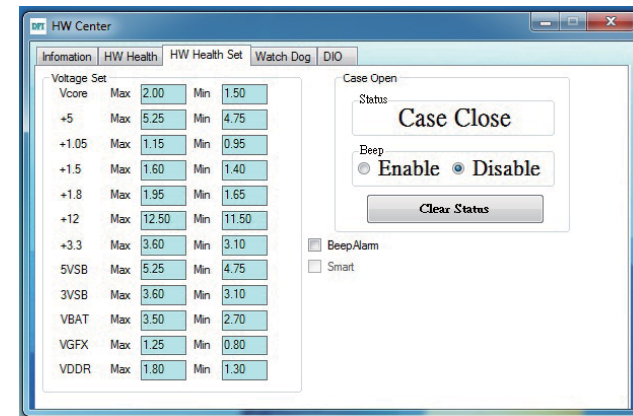 DFI HW Center
Infomation HW Health HW Health Set Watch Dog DIO
Voltage Set
Vcore Max 2.00 Min 1.50
+5 Max 5.25 Min 4.75
+1.05 Max 1.15 Min 0.95
+1.5 Max 1.60 Min 1.40
+1.8 Max 1.95 Min 1.65
+12 Max 12.50 Min 11.50
+3.3 Max 3.60 Min 3.10
5VSB Max 5.25 Min 4.75
3VSB Max 3.60 Min 3.10
VBAT Max 3.50 Min 2.70
VGFX Max 1.25 Min 0.80
VDDR Max 1.80 Min 1.30
Case Open
Status
Case Close
Beep
Enable Disable
Clear Status
BeepAlarm
Smart